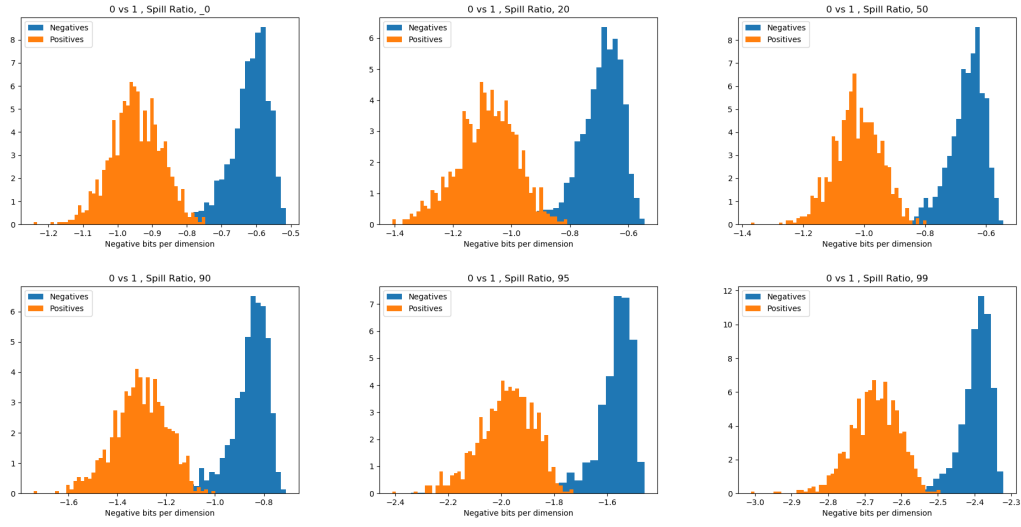 0 vs 1 , Spill Ratio, _0
Negatives
Positives
8
7
6
5
4
3
2
1
0
−1.2 −1.1 −1.0 −0.9 −0.8 −0.7 −0.6 −0.5
Negative bits per dimension
0 vs 1 , Spill Ratio, 20
Negatives
Positives
6
5
4
3
2
1
0
−1.4 −1.2 −1.0 −0.8 −0.6
Negative bits per dimension
0 vs 1 , Spill Ratio, 50
Negatives
Positives
8
7
6
5
4
3
2
1
0
−1.4 −1.2 −1.0 −0.8 −0.6
Negative bits per dimension
0 vs 1 , Spill Ratio, 90
Negatives
Positives
6
5
4
3
2
1
0
−1.6 −1.4 −1.2 −1.0 −0.8
Negative bits per dimension
0 vs 1 , Spill Ratio, 95
Negatives
Positives
7
6
5
4
3
2
1
0
−2.4 −2.2 −2.0 −1.8 −1.6
Negative bits per dimension
0 vs 1 , Spill Ratio, 99
Negatives
Positives
12
10
8
6
4
2
0
−3.0 −2.9 −2.8 −2.7 −2.6 −2.5 −2.4 −2.3
Negative bits per dimension